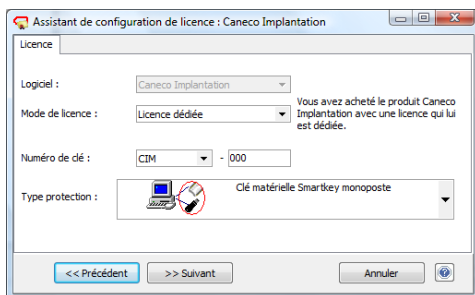 Assistant de configuration de licence : Caneco Implantation
Licence
Logiciel :
Caneco Implantation
Mode de licence :
Licence dédiée
Vous avez acheté le produit Caneco
Implantation avec une licence qui lui
est dédiée.
Numéro de clé :
CIM - 000
Type protection :
Clé matérielle Smartkey monoposte
<< Précédent
>> Suivant
Annuler